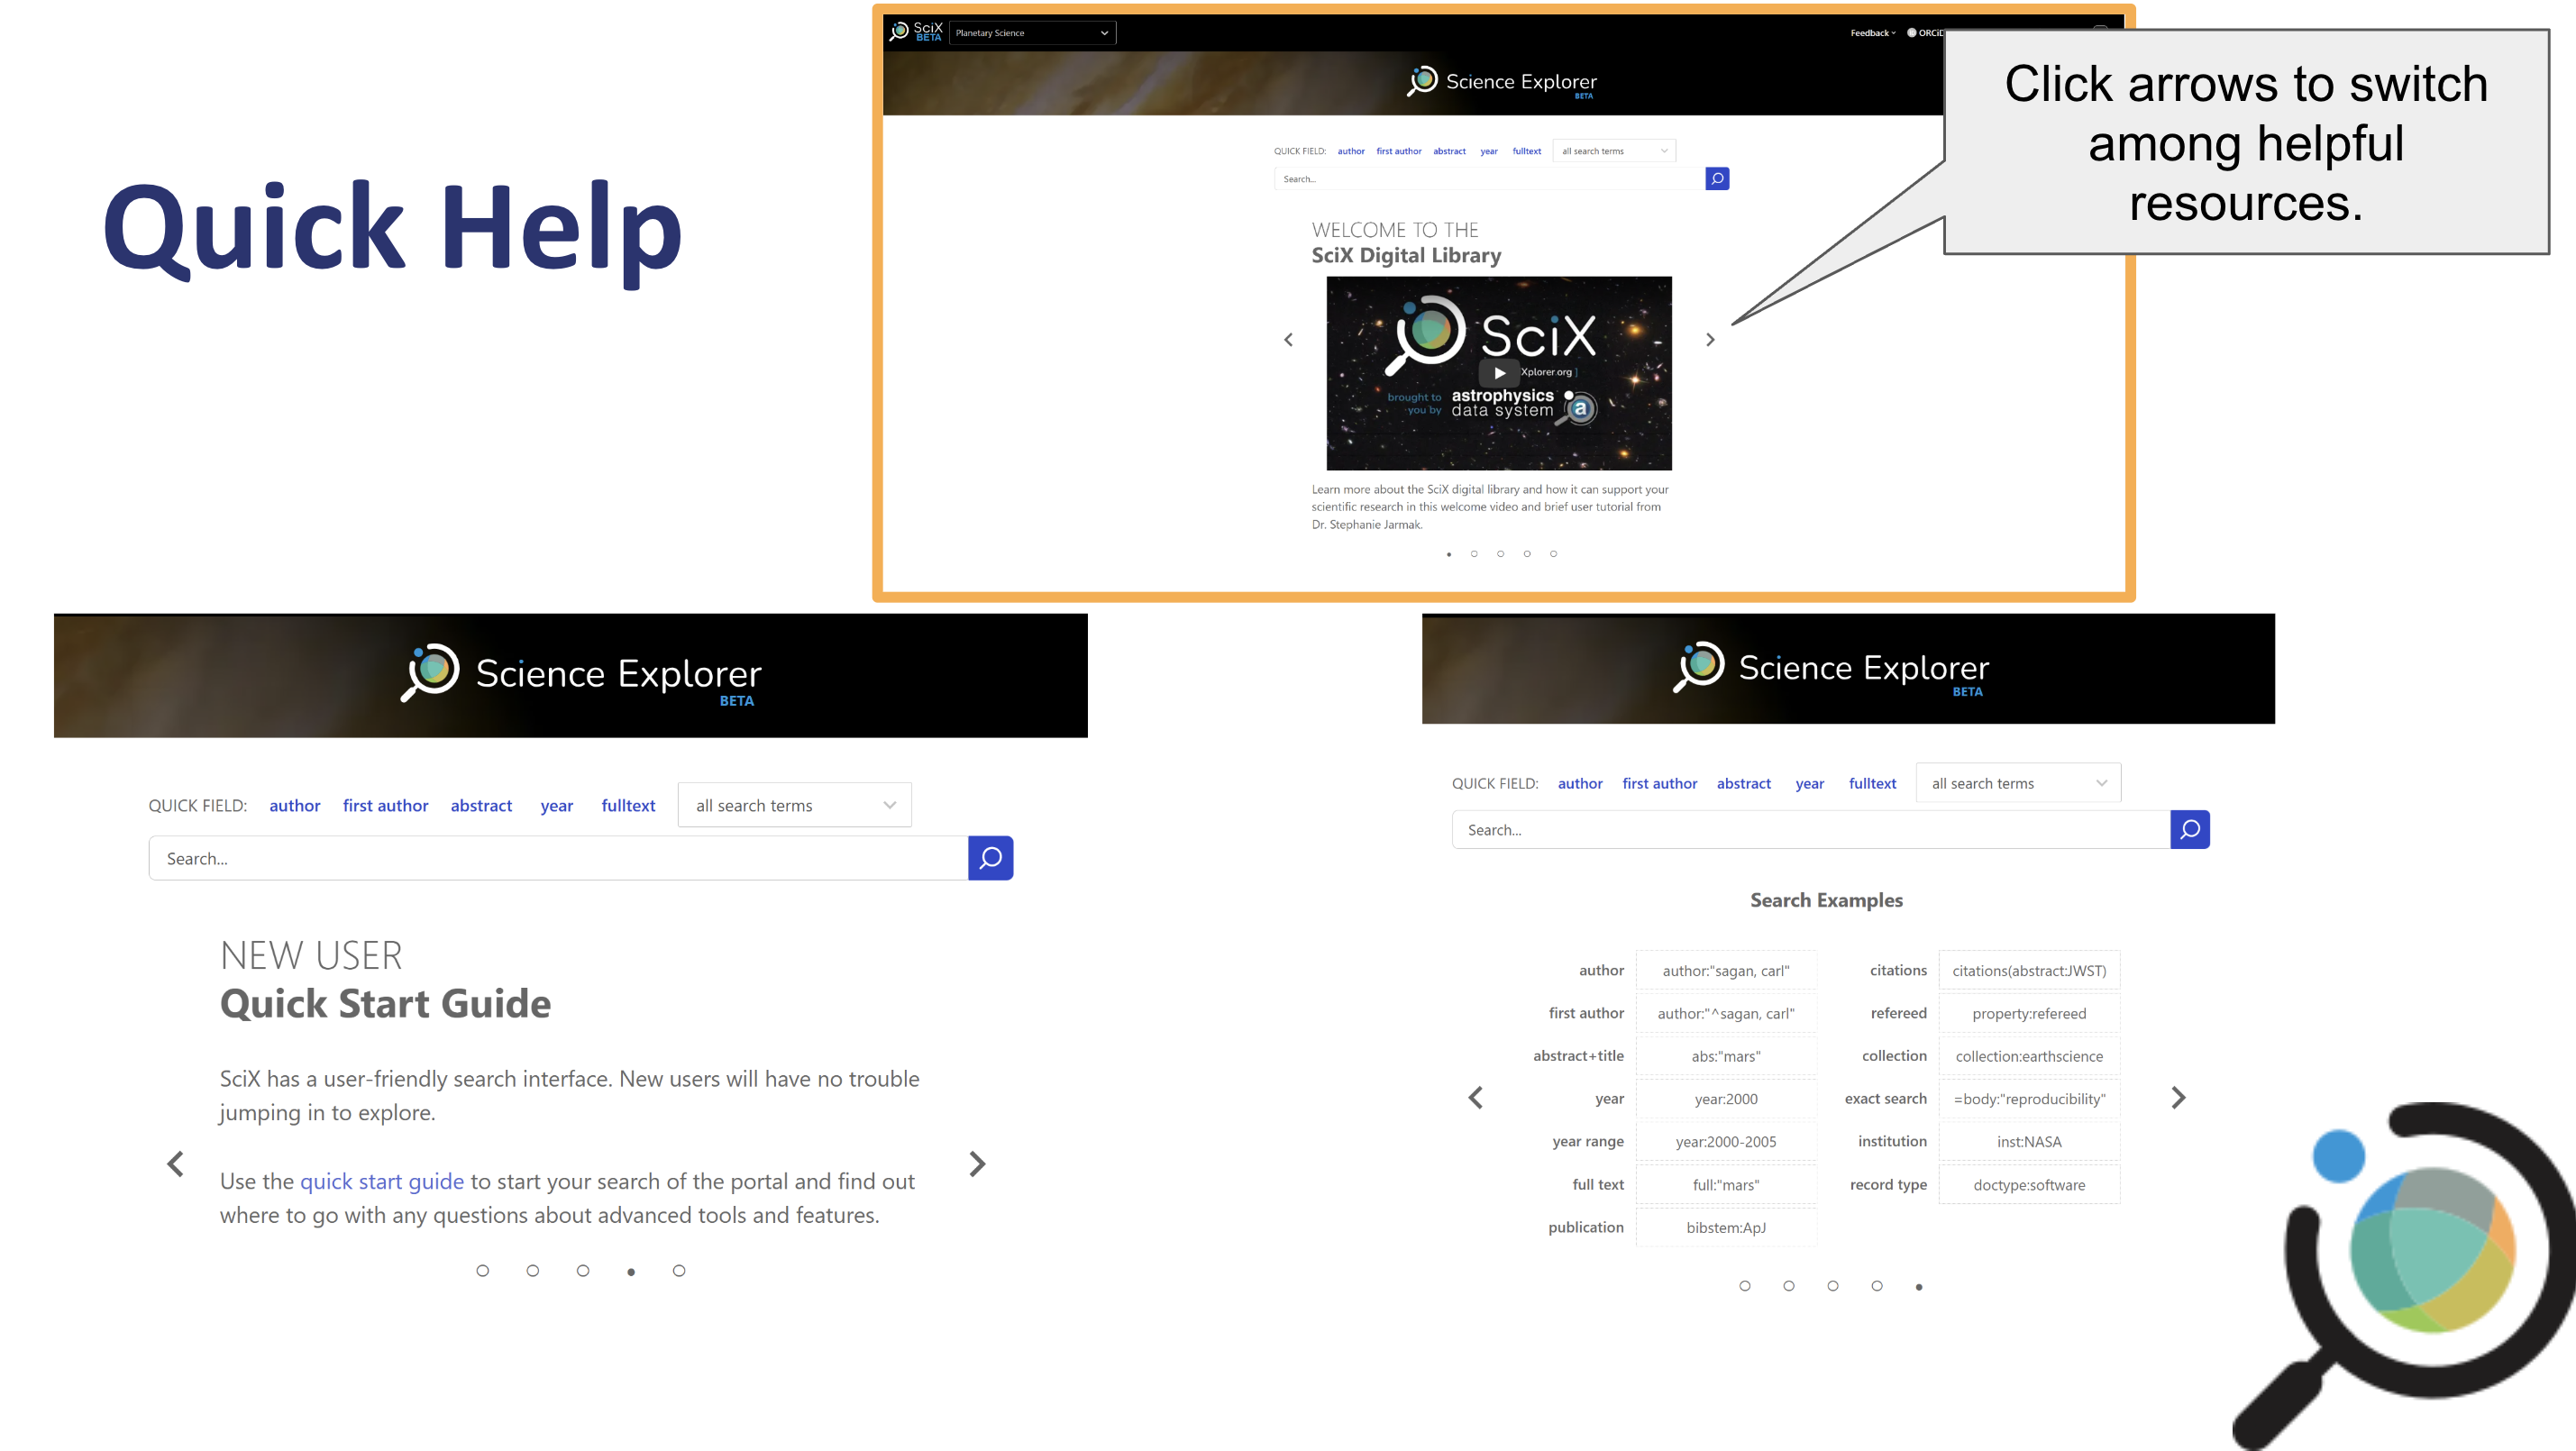 Quick Help
SciX
BETA
Planetary Science
Feedback
ORCiD
Science Explorer
BETA
QUICK FIELD: author first author abstract year fulltext all search terms
Search...
WELCOME TO THE
SciX Digital Library
SciX
Xplorer.org ]
brought to
you by
astrophysics
data system
a
Learn more about the SciX digital library and how it can support your
scientific research in this welcome video and brief user tutorial from
Dr. Stephanie Jarmak.
Click arrows to switch
among helpful
resources.
Science Explorer
BETA
QUICK FIELD: author first author abstract year fulltext all search terms
Search...
NEW USER
Quick Start Guide
SciX has a user-friendly search interface. New users will have no trouble
jumping in to explore.
Use the quick start guide to start your search of the portal and find out
where to go with any questions about advanced tools and features.
Science Explorer
BETA
QUICK FIELD: author first author abstract year fulltext all search terms
Search...
Search Examples
author author:"sagan, carl" citations citations(abstract:JWST)
first author author:"^sagan, carl" refereed property:refereed
abstract+title abs:"mars" collection collection:earthscience
year year:2000 exact search =body:"reproducibility"
year range year:2000-2005 institution inst:NASA
full text full:"mars" record type doctype:software
publication bibstem:ApJ